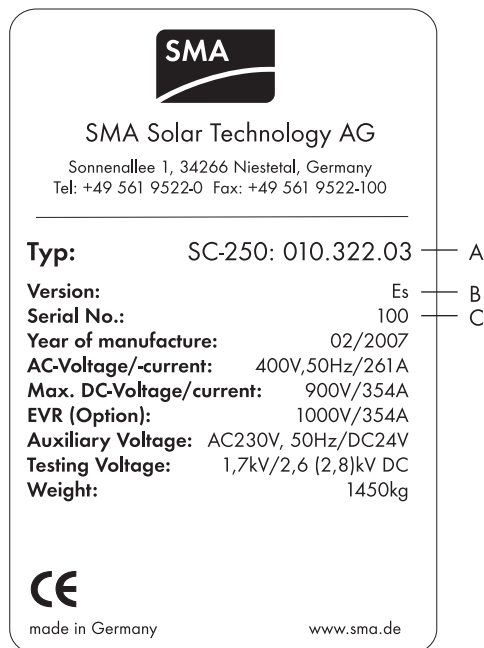 SMA
SMA Solar Technology AG
Sonnenallee 1, 34266 Niestetal, Germany
Tel: +49 561 9522-0 Fax: +49 561 9522-100
Typ: SC-250: 010.322.03 A
Version: Es B
Serial No.: 100 C
Year of manufacture: 02/2007
AC-Voltage/-current: 400V,50Hz/261A
Max. DC-Voltage/current: 900V/354A
EVR (Option): 1000V/354A
Auxiliary Voltage: AC230V, 50Hz/DC24V
Testing Voltage: 1,7kV/2,6 (2,8)kV DC
Weight: 1450kg
CE
made in Germany www.sma.de